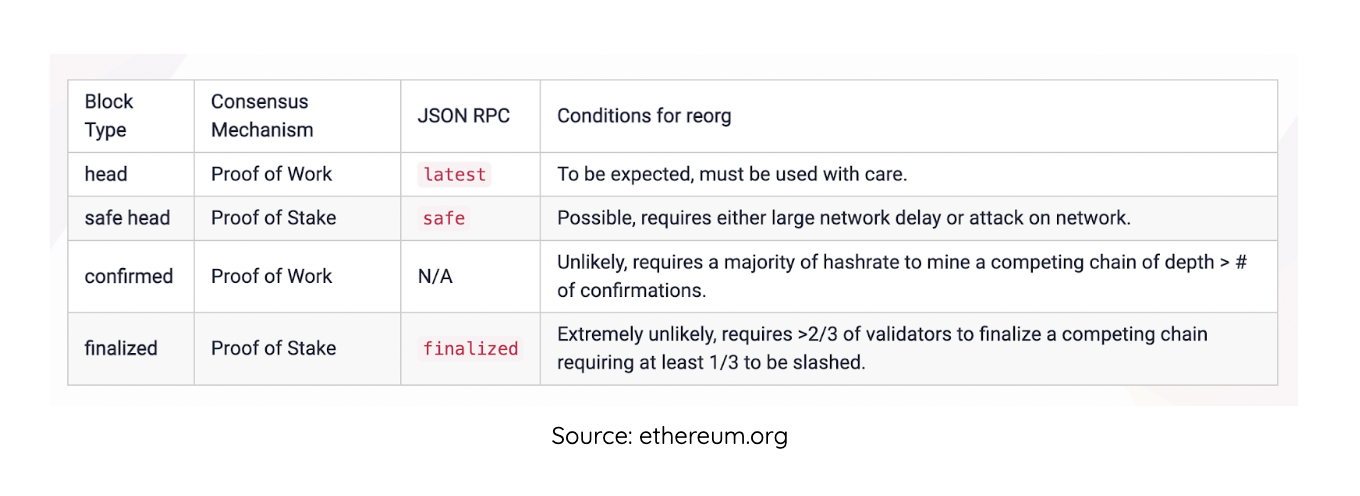 Block
Type
Consensus
Mechanism
JSON RPC
Conditions for reorg
head
Proof of Work
latest
To be expected, must be used with care.
safe head
Proof of Stake
safe
Possible, requires either large network delay or attack on network.
confirmed
Proof of Work
N/A
Unlikely, requires a majority of hashrate to mine a competing chain of depth > #
of confirmations.
finalized
Proof of Stake
finalized
Extremely unlikely, requires >2/3 of validators to finalize a competing chain
requiring at least 1/3 to be slashed.
Source: ethereum.org